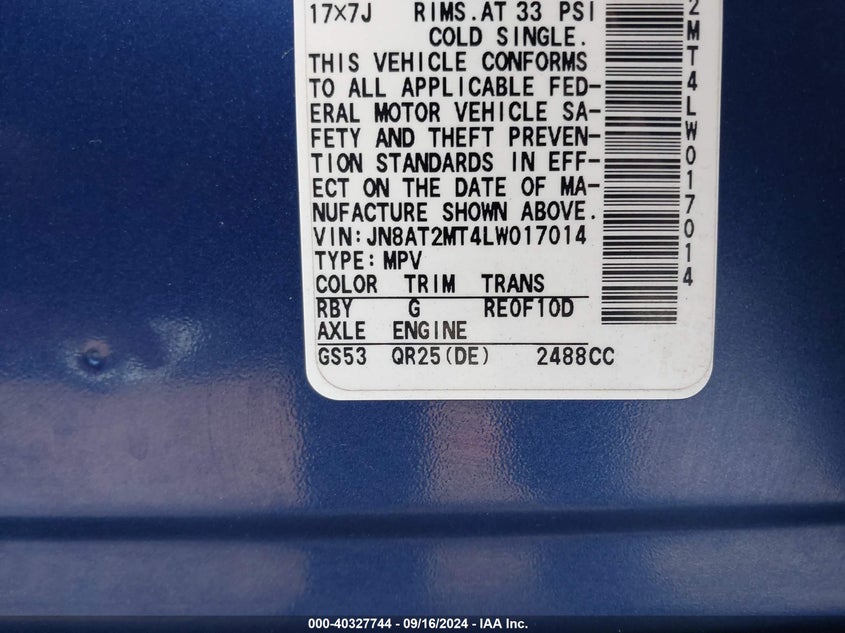 17×7J RIMS.AT 33 PSI
COLD SINGLE.
THIS VEHICLE CONFORMS
TO ALL APPLICABLE FED-
ERAL MOTOR VEHICLE SA-
FETY AND THEFT PREVEN-
TION STANDARDS IN EFF-
ECT ON THE DATE OF MA-
NUFACTURE SHOWN ABOVE.
VIN:JN8AT2MT4LW017014
TYPE:MPV
COLOR TRIM TRANS
RBY G RE0F10D
AXLE ENGINE
GS53 QR25(DE) 2488CC
2MT4LW017014
000-40327744 - 09/16/2024 - IAA Inc.